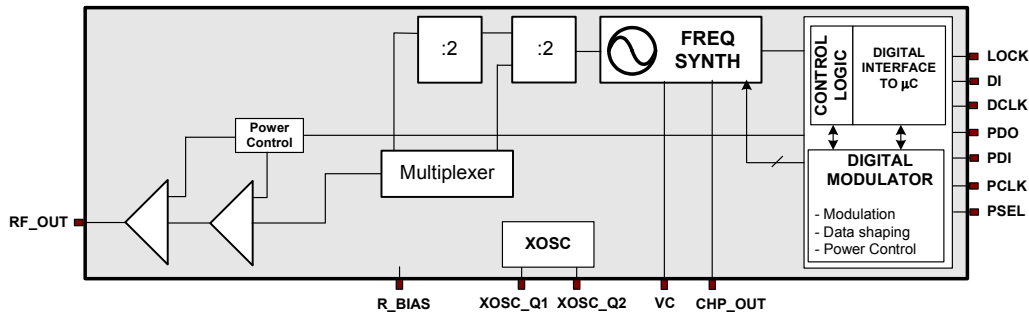 :2
:2
FREQ
SYNTH
CONTROL
LOGIC
DIGITAL
INTERFACE
TO µC
LOCK
DI
DCLK
PDO
PDI
PCLK
PSEL
Power
Control
Multiplexer
DIGITAL
MODULATOR
- Modulation
- Data shaping
- Power Control
RF_OUT
XOSC
R_BIAS
XOSC_Q1
XOSC_Q2
VC
CHP_OUT